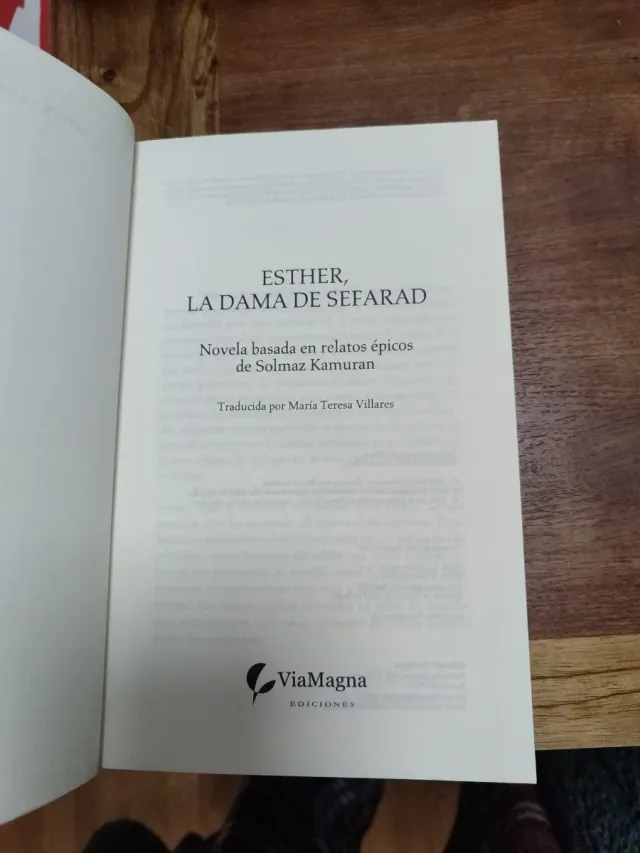 ESTHER,
LA DAMA DE SEFARAD
Novela basada en relatos épicos
de Solmaz Kamuran
Traducida por María Teresa Villares
ViaMagna
EDICIONES